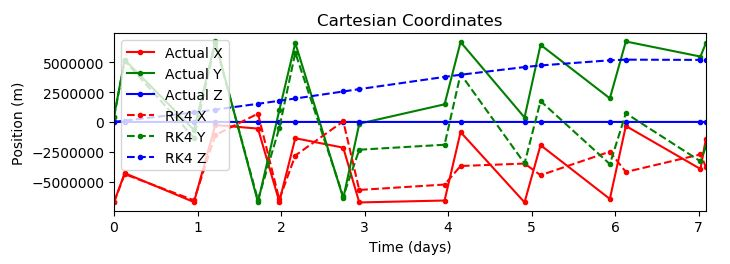 Cartesian Coordinates
Position (m)
5000000
2500000
0
−2500000
−5000000
Actual X
Actual Y
Actual Z
RK4 X
RK4 Y
RK4 Z
0 1 2 3 4 5 6 7
Time (days)